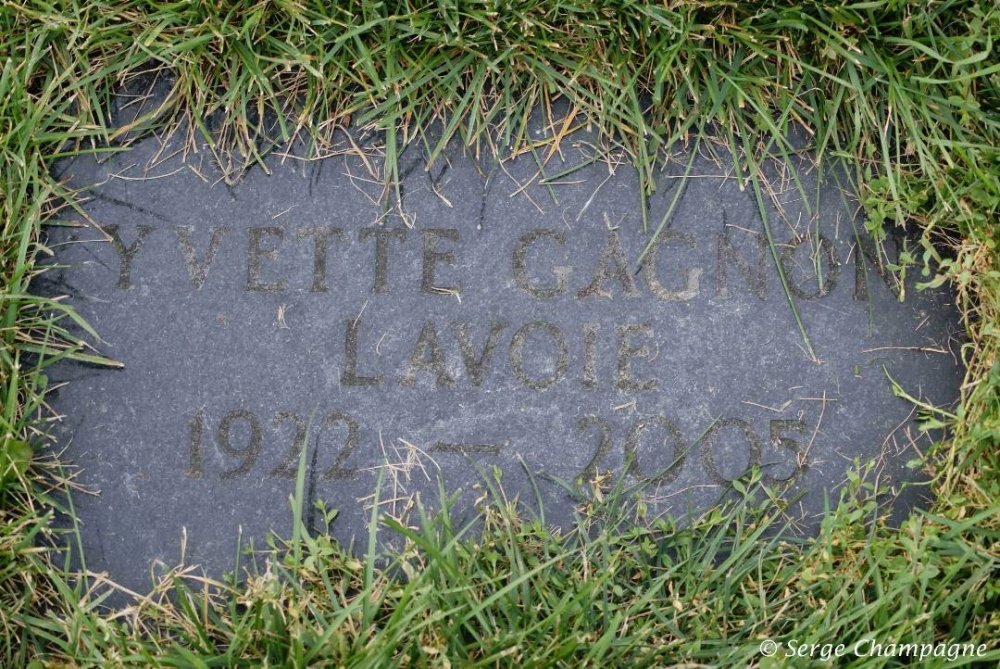 YVETTE GAGNON
LAVOIE
1922 — 2005
© Serge Champagne